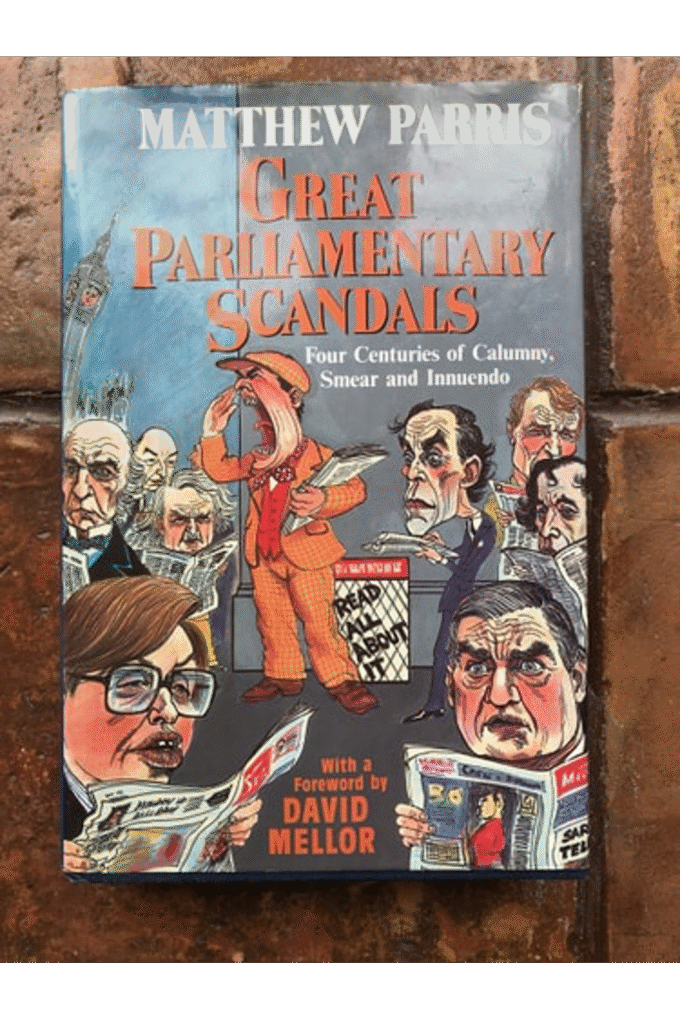 MATTHEW PARRIS
GREAT
PARLIAMENTARY
SCANDALS
Four Centuries of Calumny,
Smear and Innuendo
READ
ALL
ABOUT
IT
With a
Foreword by
DAVID
MELLOR